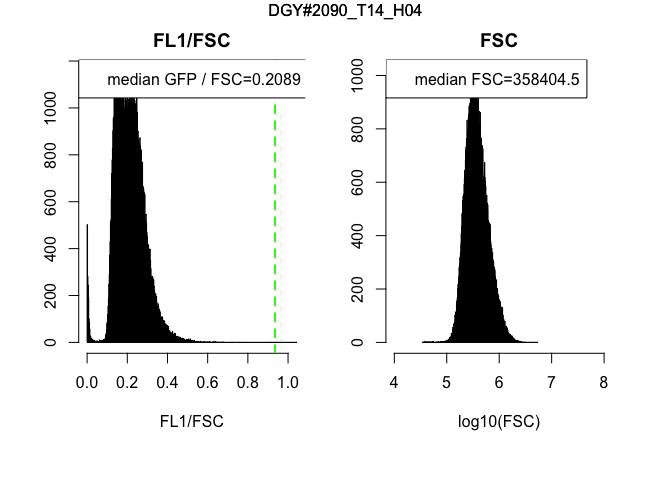 DGY#2090_T14_H04
FL1/FSC
FSC
median GFP / FSC=0.2089
median FSC=358404.5
0
200
400
600
800
1000
0
200
400
600
800
1000
0.0 0.2 0.4 0.6 0.8 1.0
4 5 6 7 8
FL1/FSC
log10(FSC)